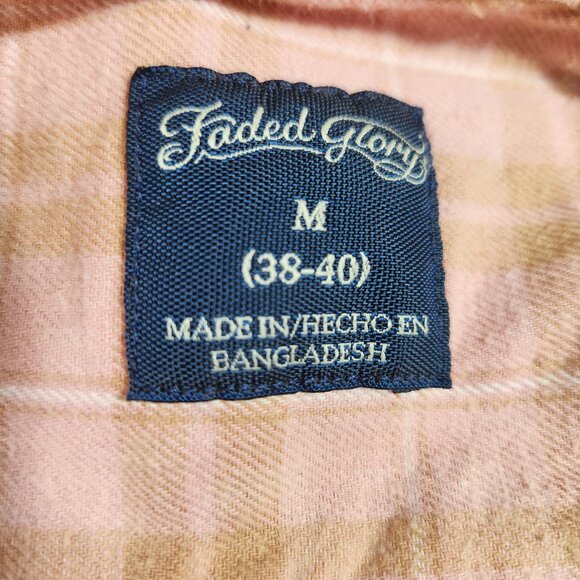 Faded Glory
M
(38-40)
MADE IN/HECHO EN
BANGLADESH